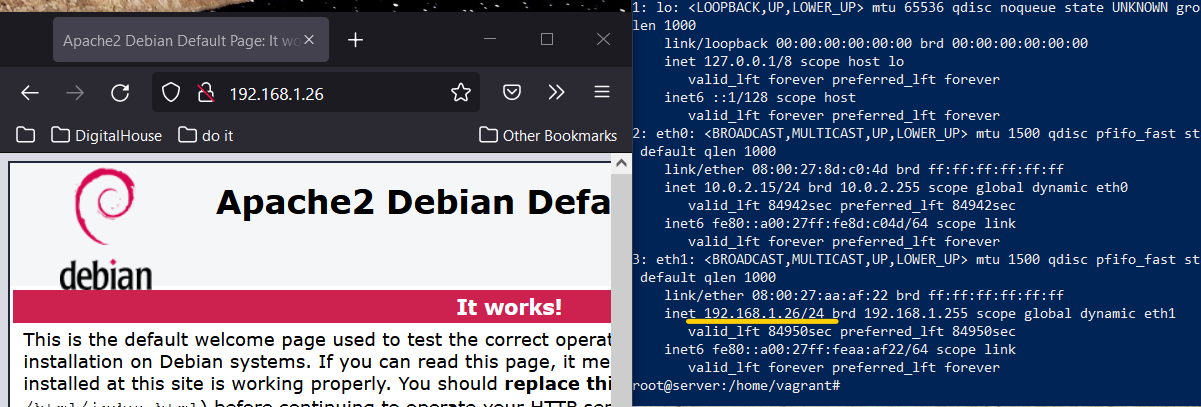 Apache2 Debian Default Page: It wo
192.168.1.26
DigitalHouse
do it
Other Bookmarks
debian
Apache2 Debian Defa
It works!
This is the default welcome page used to test the correct operat
installation on Debian systems. If you can read this page, it me
installed at this site is working properly. You should replace thi
/html/index.html) before continuing to operate your HTTP ser
1: lo: <LOOPBACK,UP,LOWER_UP> mtu 65536 qdisc noqueue state UNKNOWN gro
len 1000
link/loopback 00:00:00:00:00:00 brd 00:00:00:00:00:00
inet 127.0.0.1/8 scope host lo
valid_lft forever preferred_lft forever
inet6 ::1/128 scope host
valid_lft forever preferred_lft forever
2: eth0: <BROADCAST,MULTICAST,UP,LOWER_UP> mtu 1500 qdisc pfifo_fast st
default qlen 1000
link/ether 08:00:27:8d:c0:4d brd ff:ff:ff:ff:ff:ff
inet 10.0.2.15/24 brd 10.0.2.255 scope global dynamic eth0
valid_lft 84942sec preferred_lft 84942sec
inet6 fe80::a00:27ff:fe8d:c04d/64 scope link
valid_lft forever preferred_lft forever
3: eth1: <BROADCAST,MULTICAST,UP,LOWER_UP> mtu 1500 qdisc pfifo_fast st
default qlen 1000
link/ether 08:00:27:aa:af:22 brd ff:ff:ff:ff:ff:ff
inet 192.168.1.26/24 brd 192.168.1.255 scope global dynamic eth1
valid_lft 84950sec preferred_lft 84950sec
inet6 fe80::a00:27ff:feaa:af22/64 scope link
valid_lft forever preferred_lft forever
root@server:/home/vagrant#